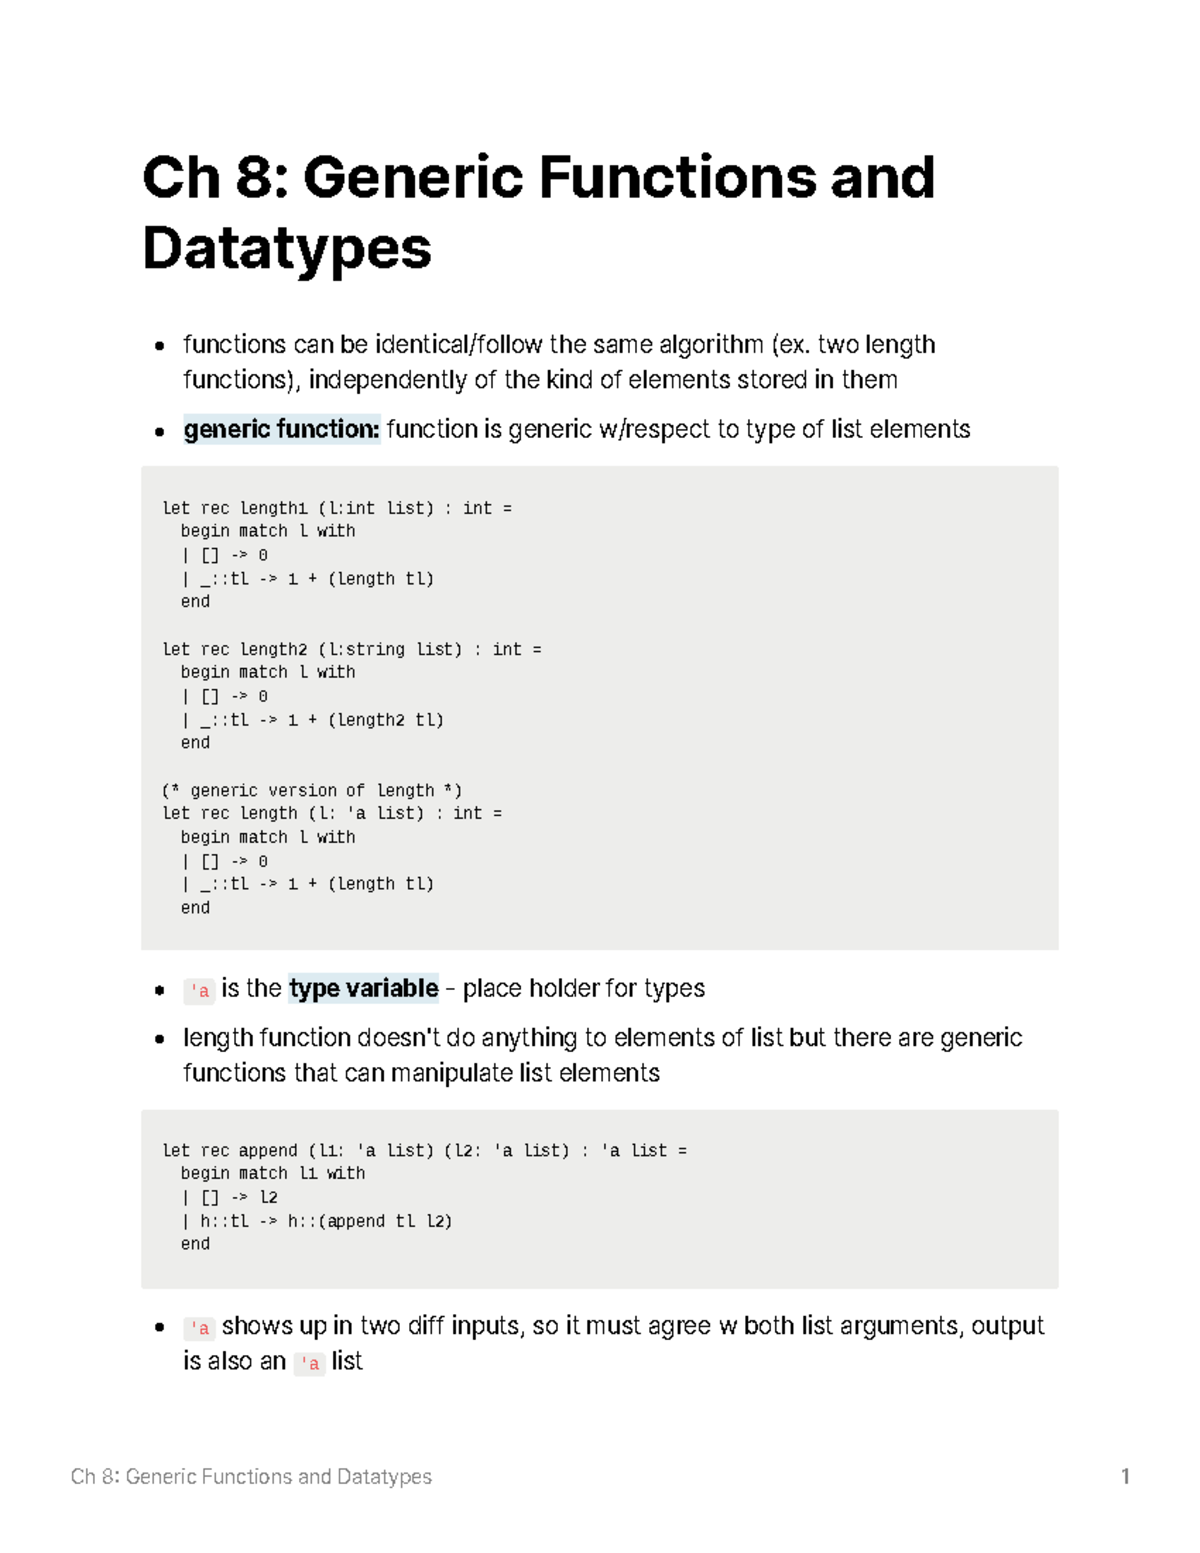 Ch 8: Generic Functions and
Datatypes
• functions can be identical/follow the same algorithm (ex. two length
functions), independently of the kind of elements stored in them
• generic function: function is generic w/respect to type of list elements
let rec length1 (l:int list) : int =
  begin match l with
  | [] -> 0
  | _::tl -> 1 + (length tl)
  end

let rec length2 (l:string list) : int =
  begin match l with
  | [] -> 0
  | _::tl -> 1 + (length2 tl)
  end

(* generic version of length *)
let rec length (l: 'a list) : int =
  begin match l with
  | [] -> 0
  | _::tl -> 1 + (length tl)
  end
• 'a is the type variable - place holder for types
• length function doesn't do anything to elements of list but there are generic
functions that can manipulate list elements
let rec append (l1: 'a list) (l2: 'a list) : 'a list =
  begin match l1 with
  | [] -> l2
  | h::tl -> h::(append tl l2)
  end
• 'a shows up in two diff inputs, so it must agree w both list arguments, output
is also an 'a list
Ch 8: Generic Functions and Datatypes 1